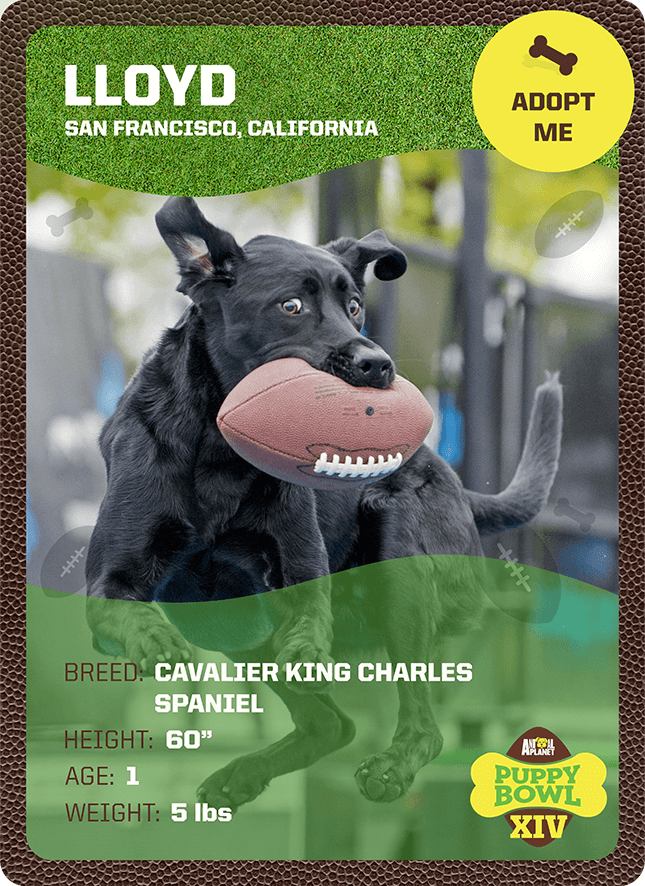 LLOYD
SAN FRANCISCO, CALIFORNIA
ADOPT
ME
BREED: CAVALIER KING CHARLES
SPANIEL
HEIGHT: 60”
AGE: 1
WEIGHT: 5 lbs
ANIMAL
PLANET
PUPPY
BOWL
XIV